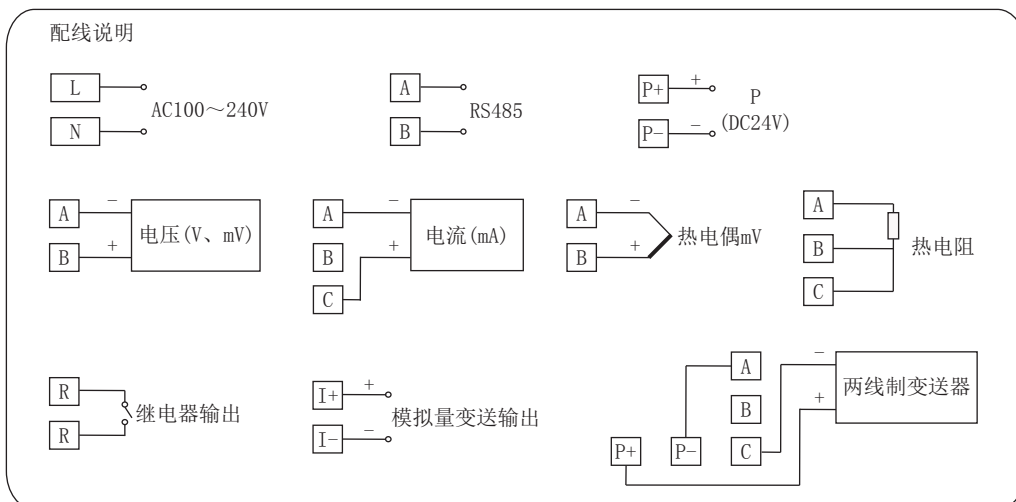 配线说明
L
AC100～240V
N
A
RS485
B
P+
+
P
(DC24V)
P-
-
A
-
电压(V、mV)
B
+
A
-
电流(mA)
B
+
C
A
-
热电偶mV
B
+
A
B
热电阻
C
R
继电器输出
R
I+
+
模拟量变送输出
I-
-
A
-
两线制变送器
B
+
P+
P-
C